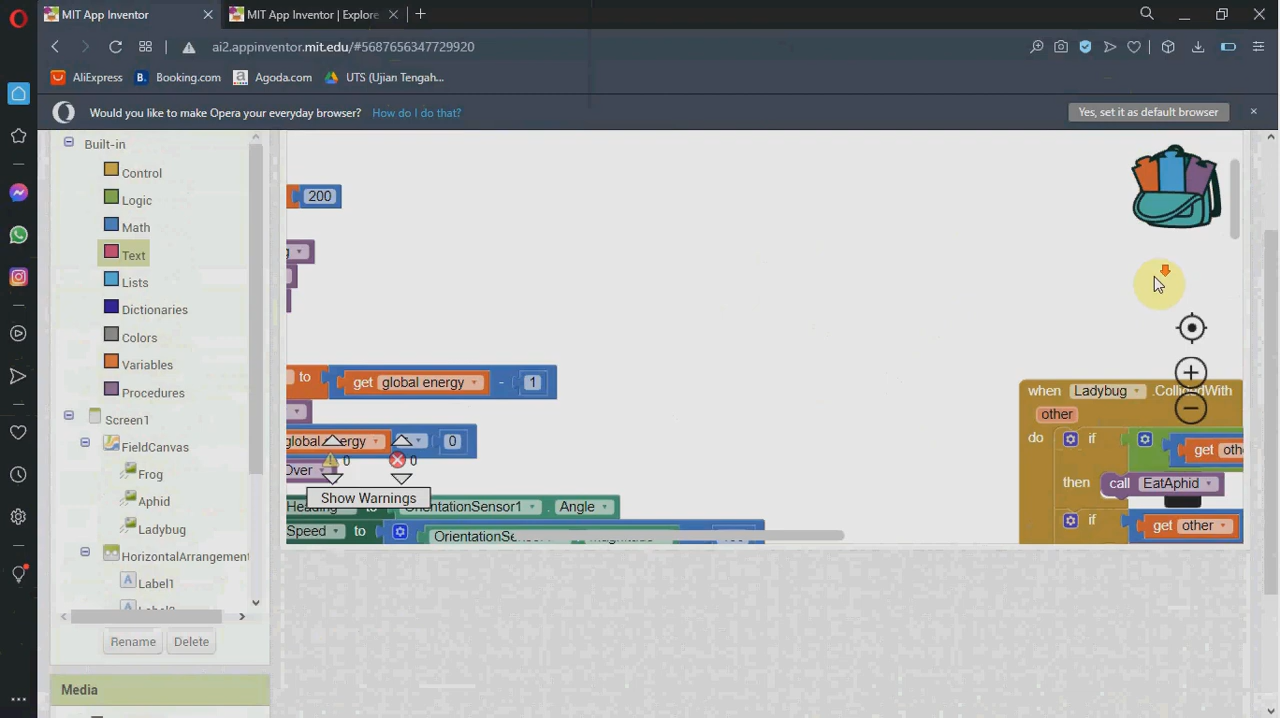 MIT App Inventor
MIT App Inventor | Explore
ai2.appinventor.mit.edu/#5687656347729920
AliExpress
B. Booking.com
a Agoda.com
UTS (Ujian Tengah...
Would you like to make Opera your everyday browser? How do I do that?
Yes, set it as default browser
Built-in
Control
Logic
Math
Text
Lists
Dictionaries
Colors
Variables
Procedures
Screen1
FieldCanvas
Frog
Aphid
Ladybug
HorizontalArrangement
Label1
Rename
Delete
Media
200
to get global energy - 1
global energy 0
Over
0 0
Show Warnings
Heading to OrientationSensor1 . Angle
Speed to
when Ladybug .CollidedWith
other
do if get
then call EatAphid
if get other